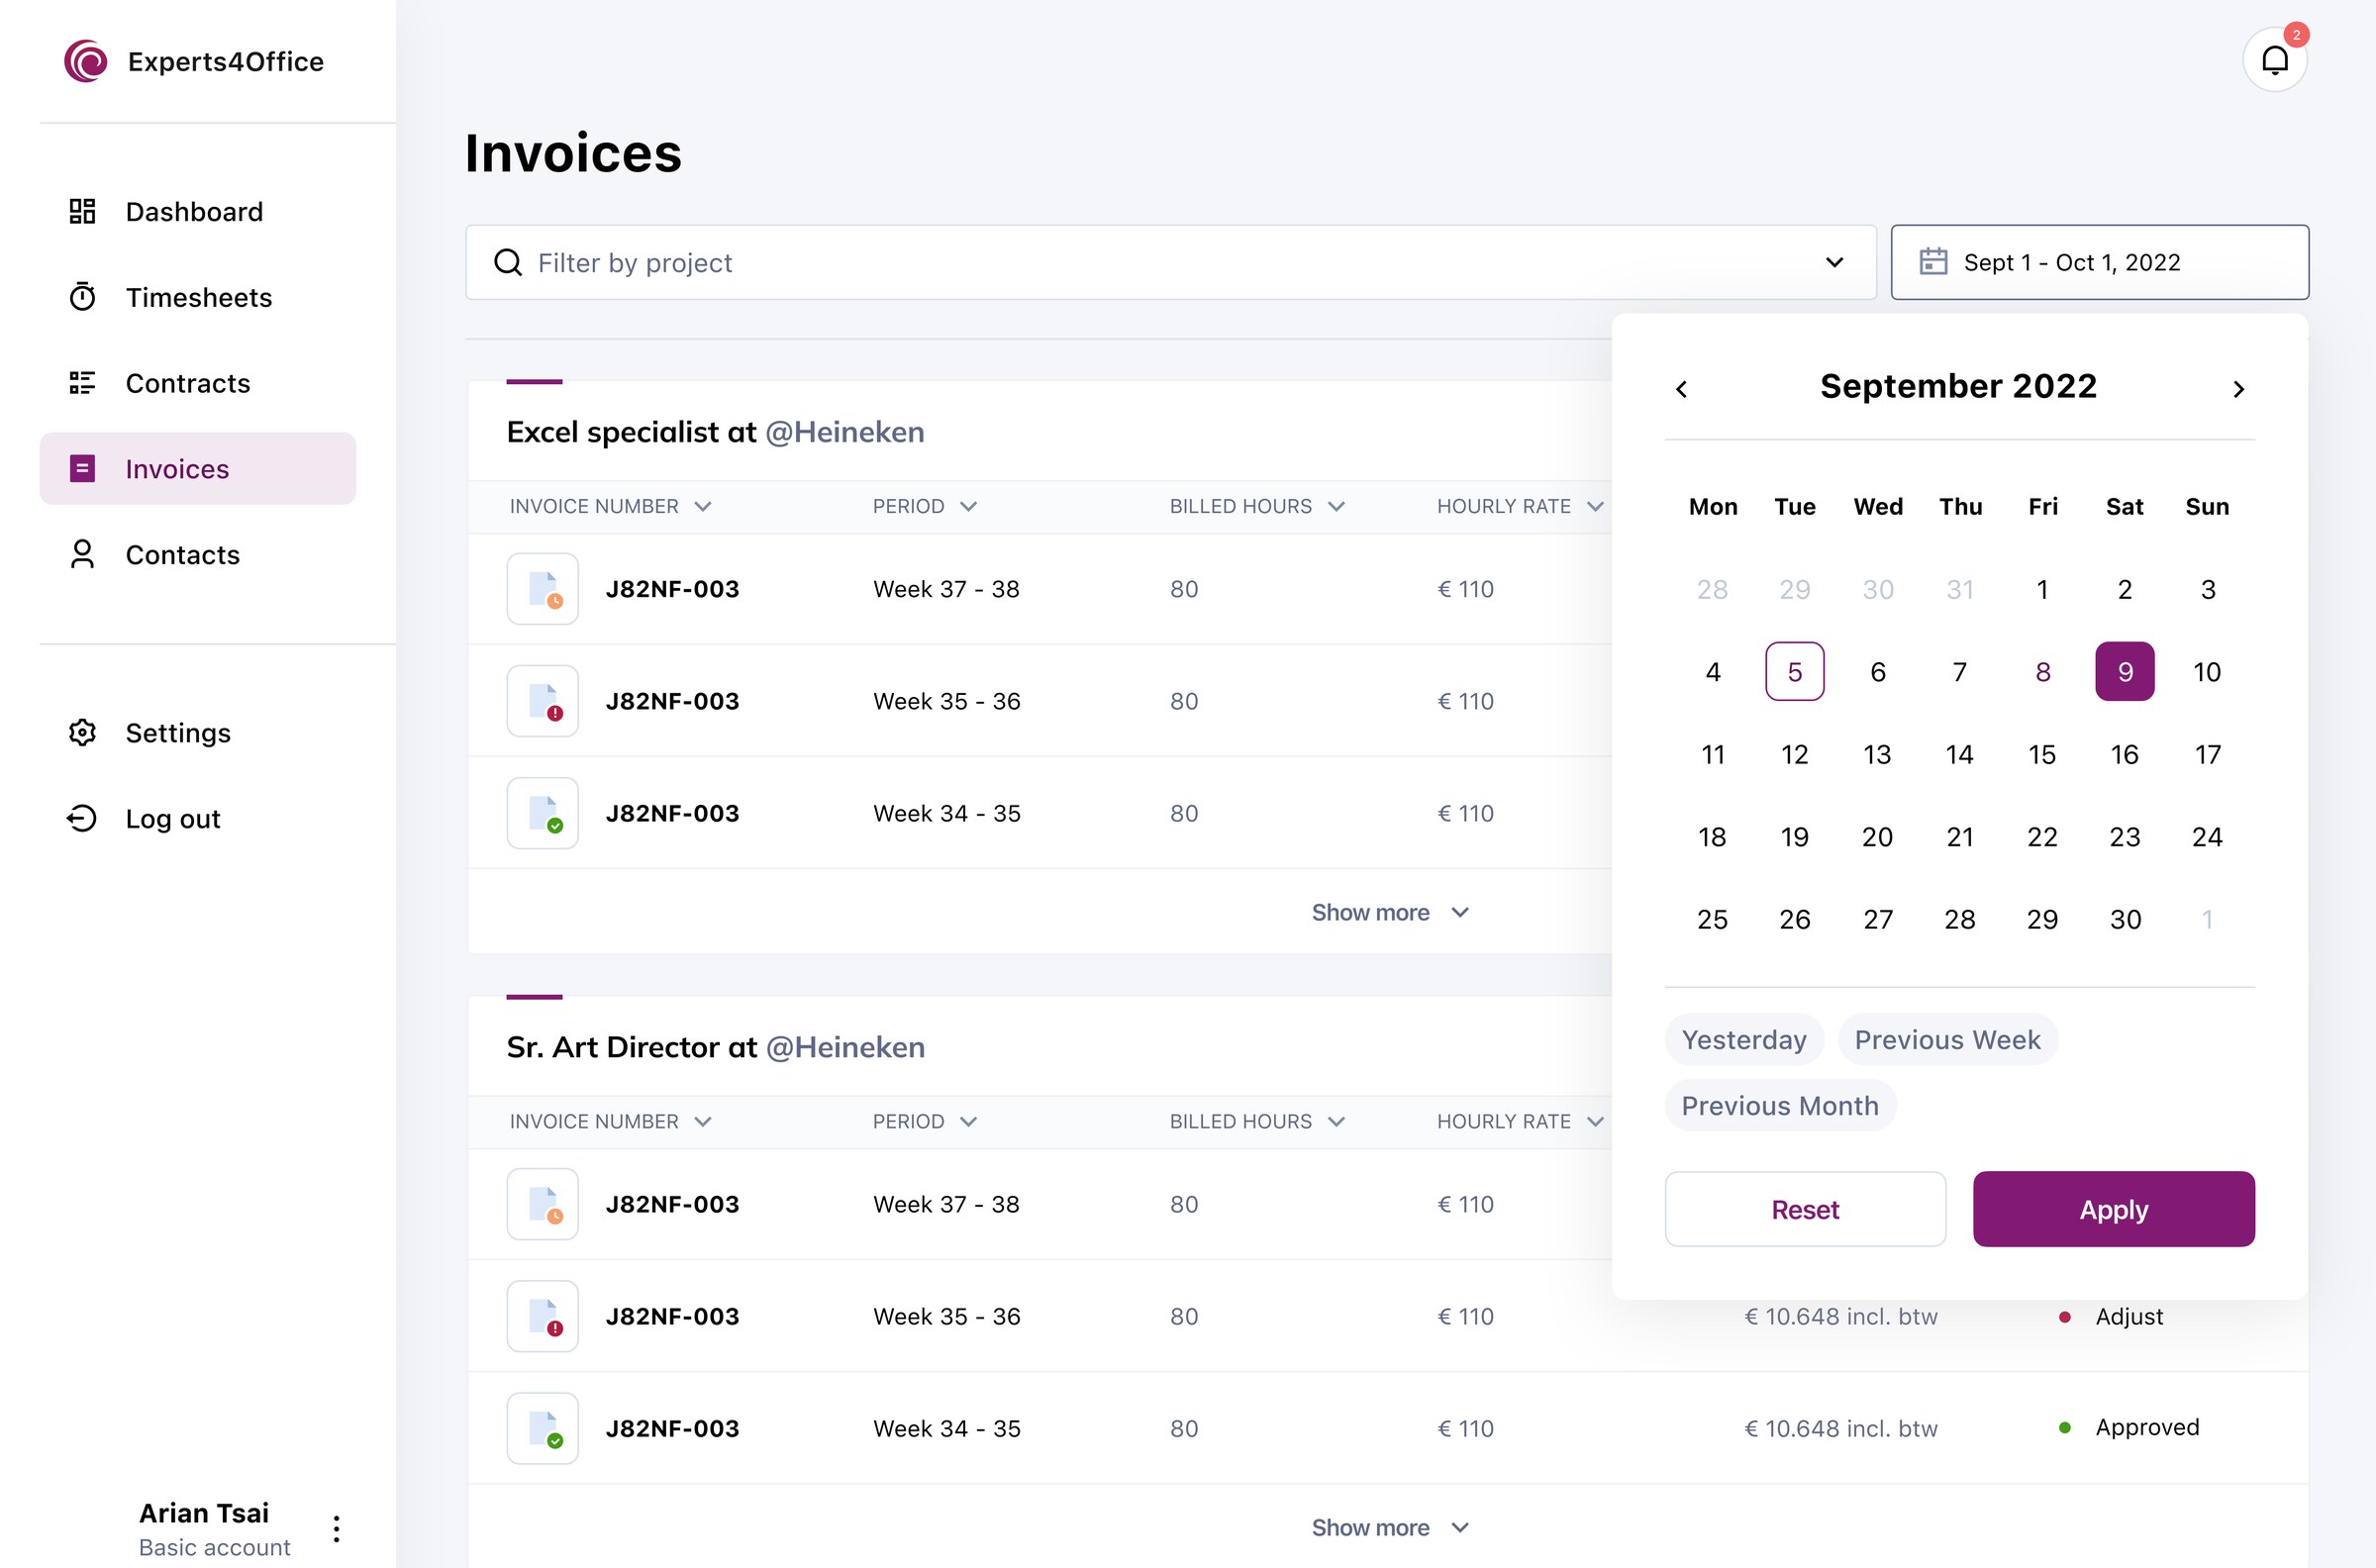 Experts4Office
Dashboard
Timesheets
Contracts
Invoices
Contacts
Settings
Log out
Arian Tsai
Basic account
2
Invoices
Filter by project
Sept 1 - Oct 1, 2022
Excel specialist at @Heineken
INVOICE NUMBER PERIOD BILLED HOURS HOURLY RATE
J82NF-003 Week 37 - 38 80 € 110
J82NF-003 Week 35 - 36 80 € 110
J82NF-003 Week 34 - 35 80 € 110
Show more
Sr. Art Director at @Heineken
INVOICE NUMBER PERIOD BILLED HOURS HOURLY RATE
J82NF-003 Week 37 - 38 80 € 110
J82NF-003 Week 35 - 36 80 € 110 € 10.648 incl. btw Adjust
J82NF-003 Week 34 - 35 80 € 110 € 10.648 incl. btw Approved
Show more
September 2022
Mon Tue Wed Thu Fri Sat Sun
28 29 30 31 1 2 3
4 5 6 7 8 9 10
11 12 13 14 15 16 17
18 19 20 21 22 23 24
25 26 27 28 29 30 1
Yesterday Previous Week
Previous Month
Reset Apply